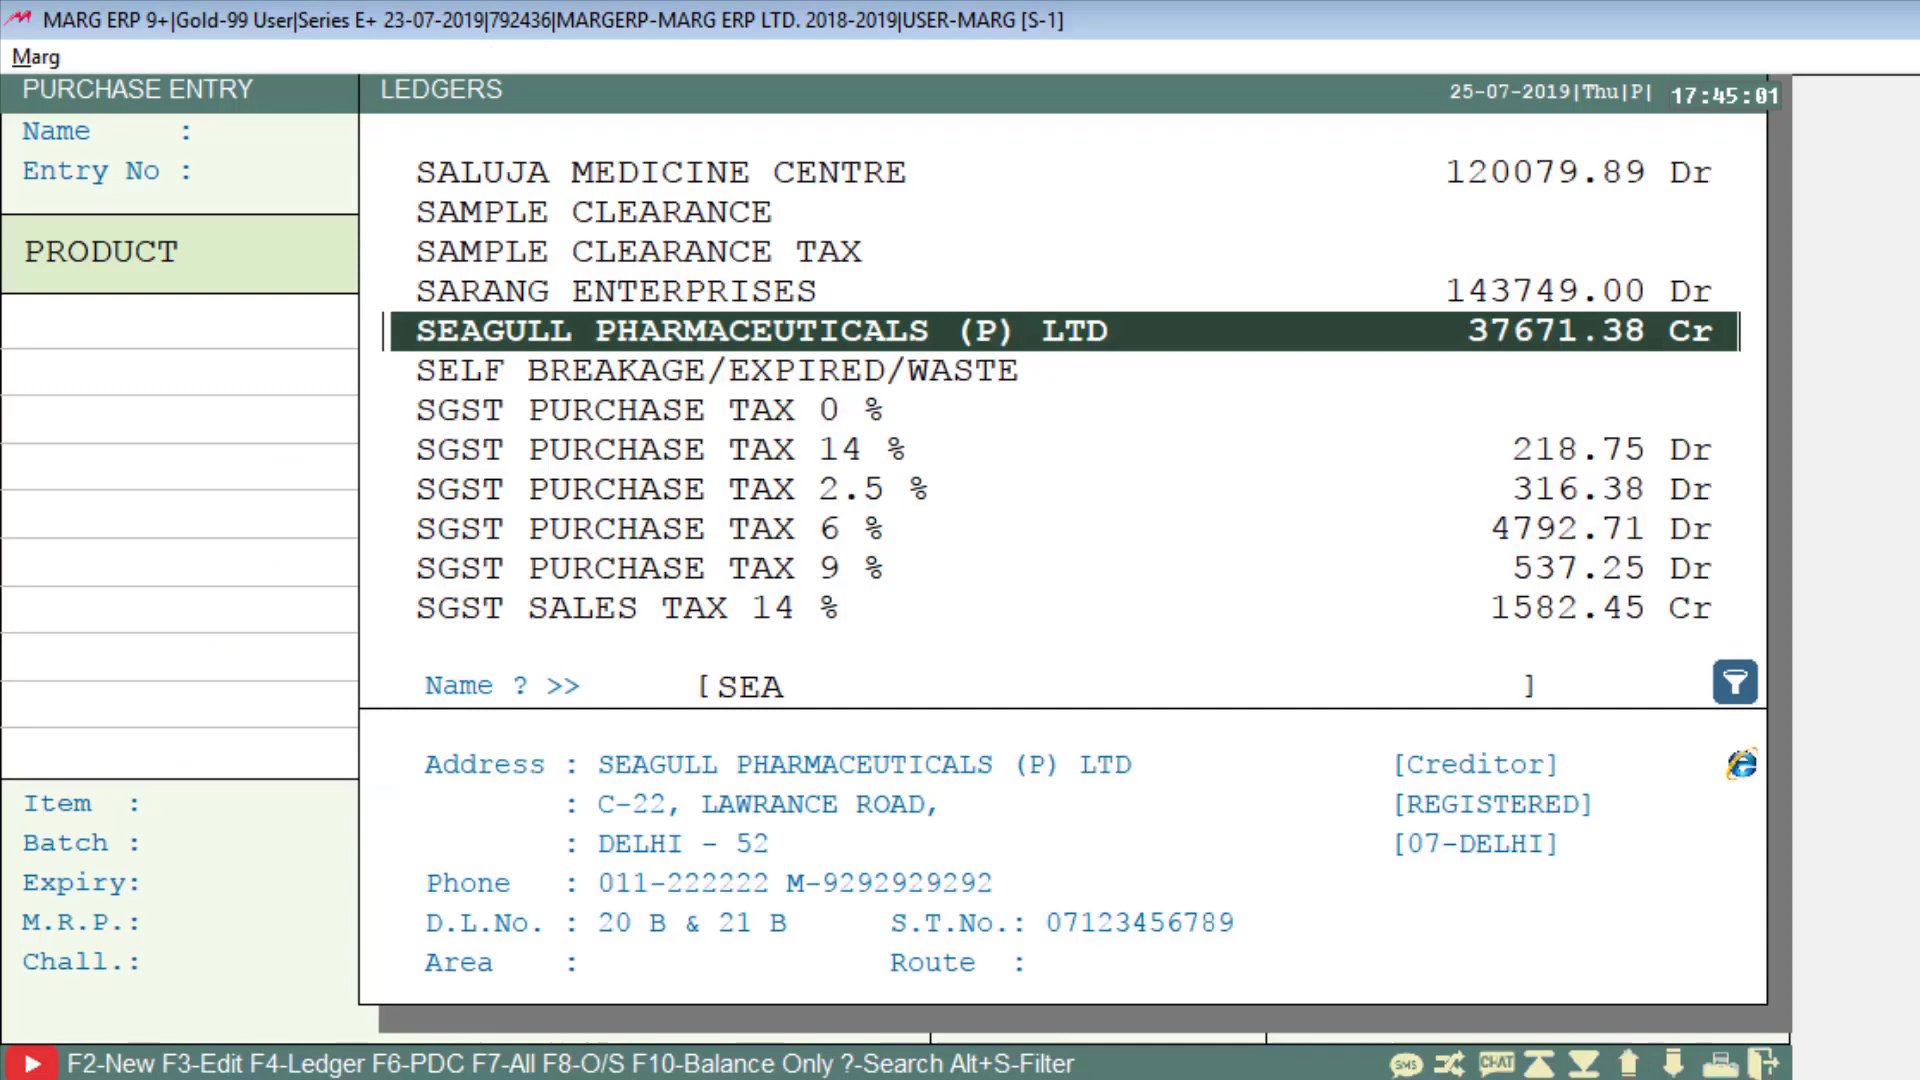 MARG ERP 9+|Gold-99 User|Series E+ 23-07-2019|792436|MARGERP-MARG ERP LTD. 2018-2019|USER-MARG [S-1]
Marg
PURCHASE ENTRY
LEDGERS
25-07-2019|Thu|P| 17:45:01
Name :
Entry No :
PRODUCT
SALUJA MEDICINE CENTRE 120079.89 Dr
SAMPLE CLEARANCE
SAMPLE CLEARANCE TAX
SARANG ENTERPRISES 143749.00 Dr
SEAGULL PHARMACEUTICALS (P) LTD 37671.38 Cr
SELF BREAKAGE/EXPIRED/WASTE
SGST PURCHASE TAX 0 %
SGST PURCHASE TAX 14 % 218.75 Dr
SGST PURCHASE TAX 2.5 % 316.38 Dr
SGST PURCHASE TAX 6 % 4792.71 Dr
SGST PURCHASE TAX 9 % 537.25 Dr
SGST SALES TAX 14 % 1582.45 Cr
Name ? >> [SEA ]
Address : SEAGULL PHARMACEUTICALS (P) LTD [Creditor]
: C-22, LAWRANCE ROAD, [REGISTERED]
: DELHI - 52 [07-DELHI]
Phone : 011-222222 M-9292929292
D.L.No. : 20 B & 21 B S.T.No.: 07123456789
Area : Route :
Item :
Batch :
Expiry:
M.R.P.:
Chall.:
F2-New F3-Edit F4-Ledger F6-PDC F7-All F8-O/S F10-Balance Only ?-Search Alt+S-Filter
SMS
CHAT